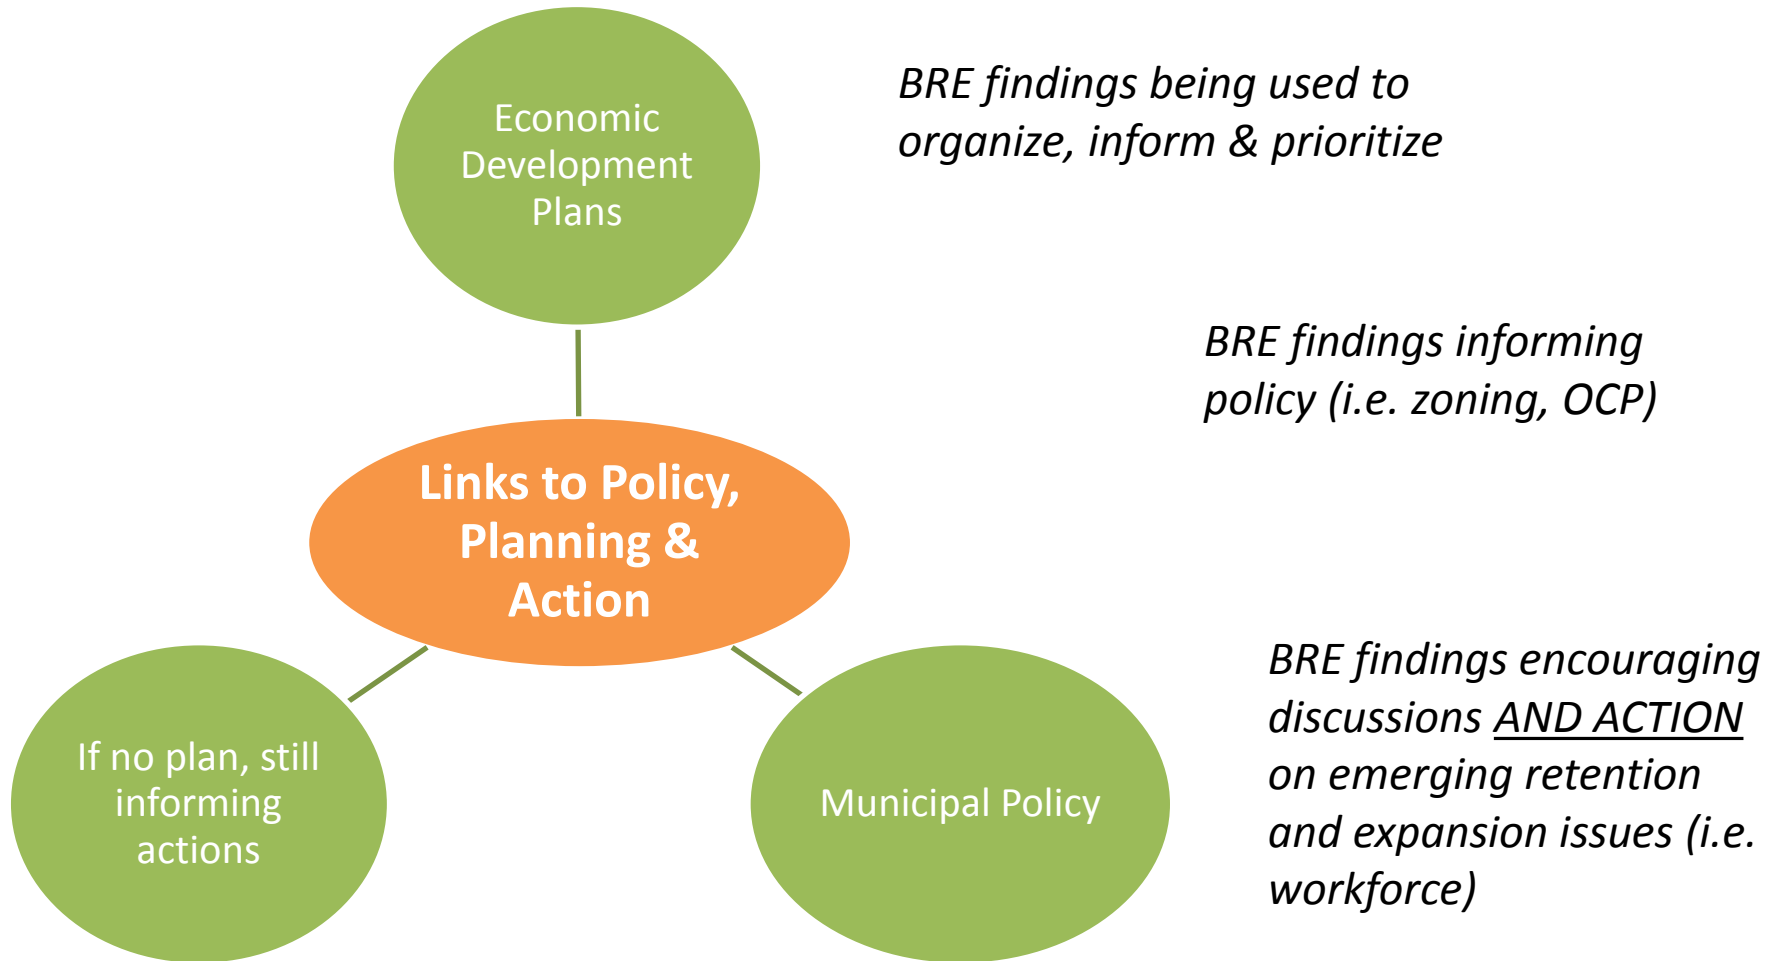 Economic
Development
Plans
BRE findings being used to
organize, inform & prioritize
BRE findings informing
policy (i.e. zoning, OCP)
Links to Policy,
Planning &
Action
If no plan, still
informing
actions
Municipal Policy
BRE findings encouraging
discussions AND ACTION
on emerging retention
and expansion issues (i.e.
workforce)